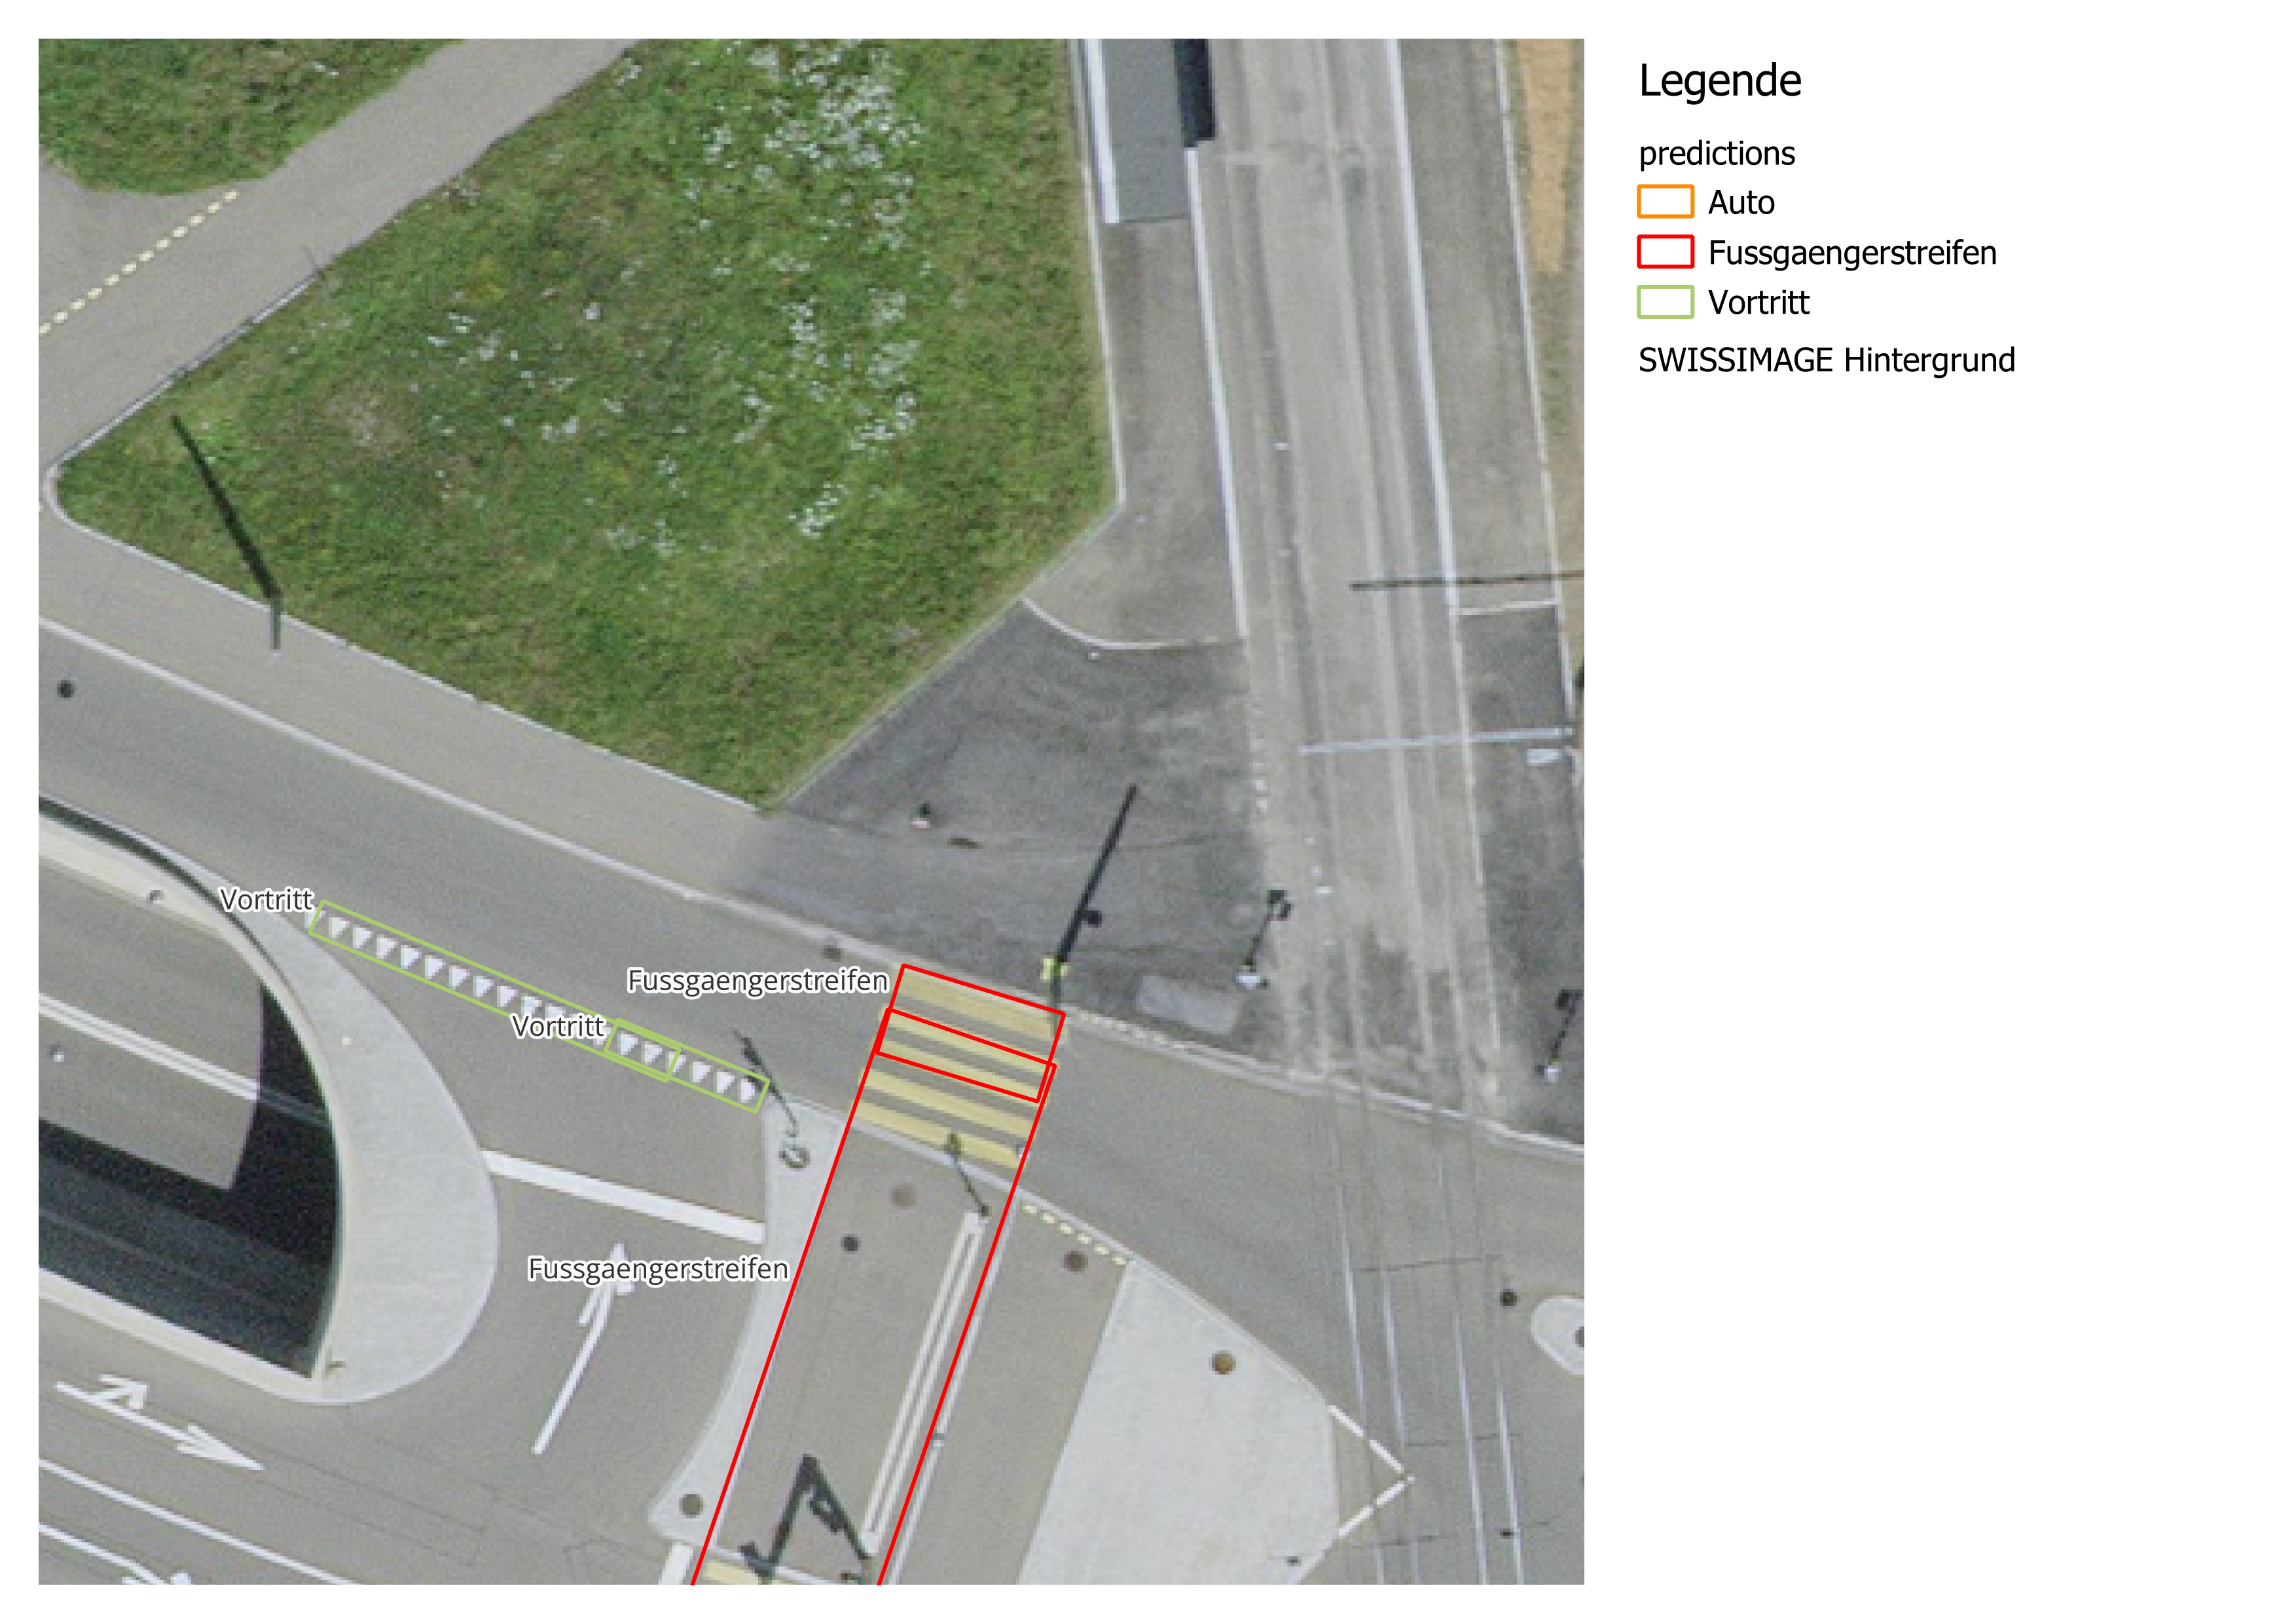 Legende
predictions
Auto
Fussgaengerstreifen
Vortritt
SWISSIMAGE Hintergrund
Vortritt
Fussgaengerstreifen
Vortritt
Fussgaengerstreifen